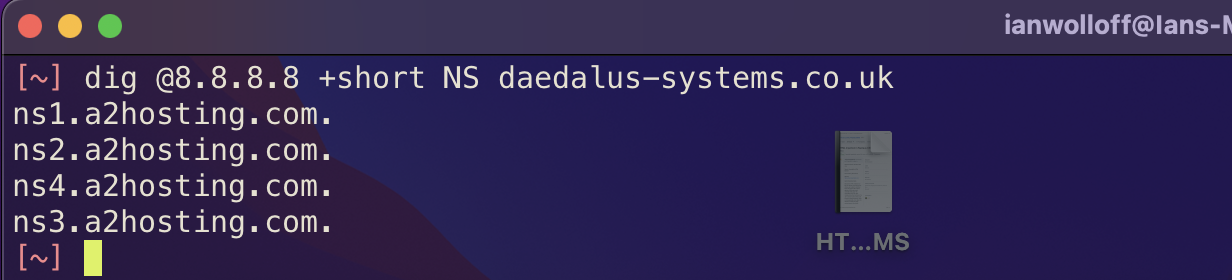 ianwolloff@Ians-M
[~] dig @8.8.8.8 +short NS daedalus-systems.co.uk
ns1.a2hosting.com.
ns2.a2hosting.com.
ns4.a2hosting.com.
ns3.a2hosting.com.
HT...MS
[~]